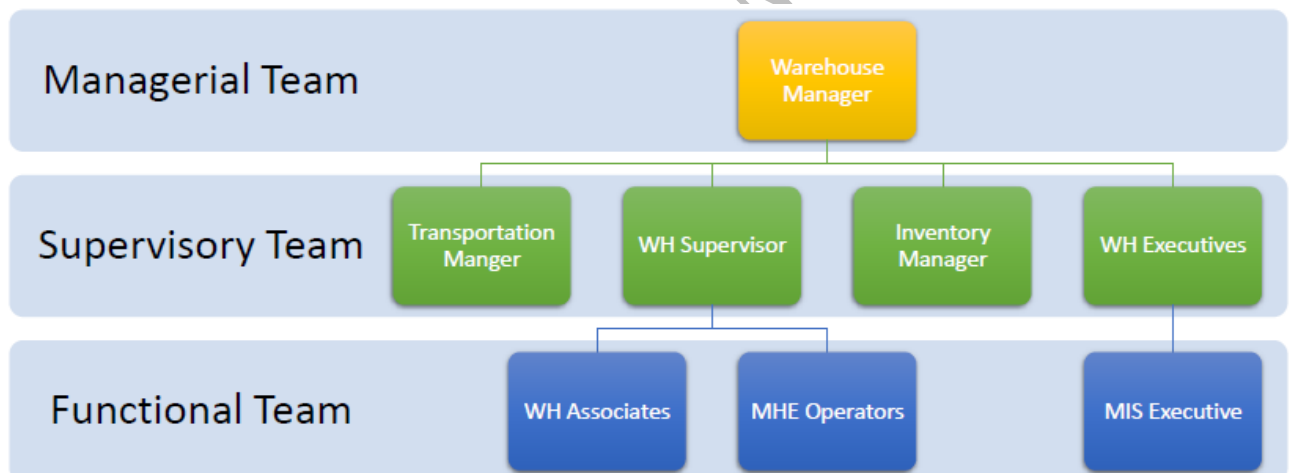 Managerial Team
Warehouse
Manager
Supervisory Team
Transportation
Manger
WH Supervisor
Inventory
Manager
WH Executives
Functional Team
WH Associates
MHE Operators
MIS Executive